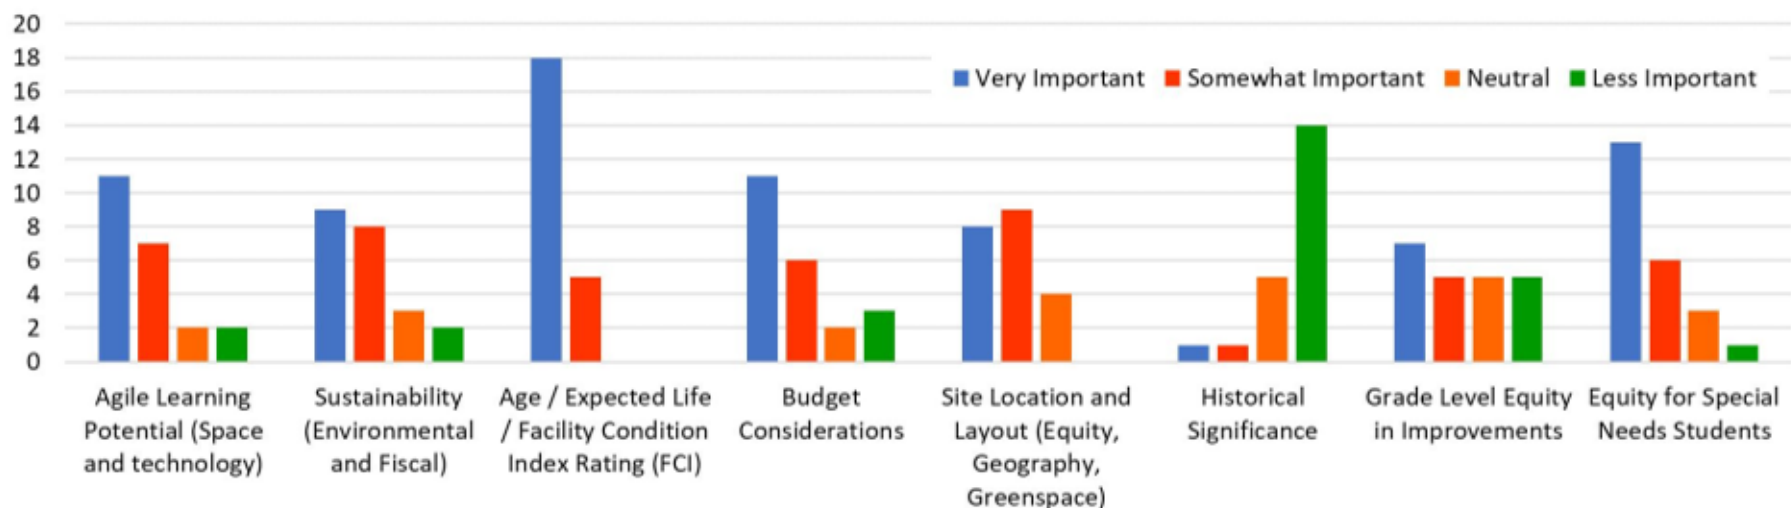 20
18
16
14
12
10
8
6
4
2
0
Very Important Somewhat Important Neutral Less Important
Agile Learning
Potential (Space
and technology)
Sustainability
(Environmental
and Fiscal)
Age / Expected Life
/ Facility Condition
Index Rating (FCI)
Budget
Considerations
Site Location and
Layout (Equity,
Geography,
Greenspace)
Historical
Significance
Grade Level Equity
in Improvements
Equity for Special
Needs Students